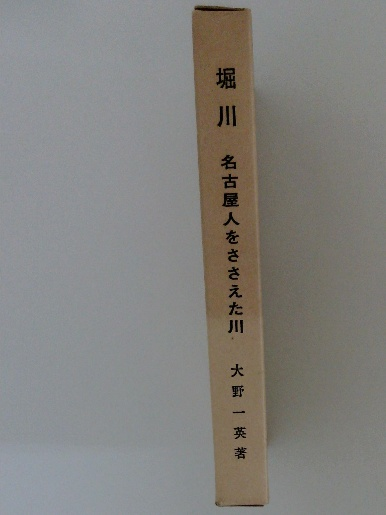 堀川
名古屋人をささえた川
大野一英著